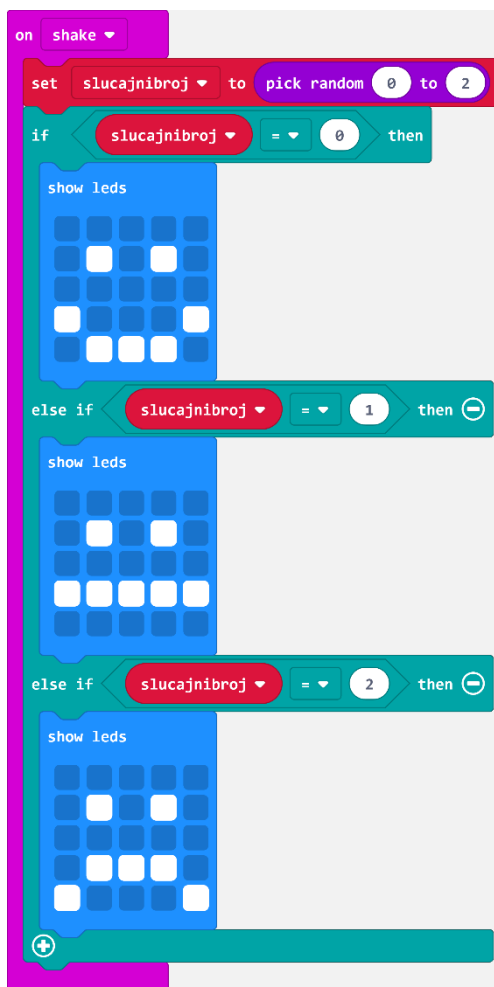 on shake
set slucajnibroj to pick random 0 to 2
if slucajnibroj = 0 then
show leds
else if slucajnibroj = 1 then
show leds
else if slucajnibroj = 2 then
show leds